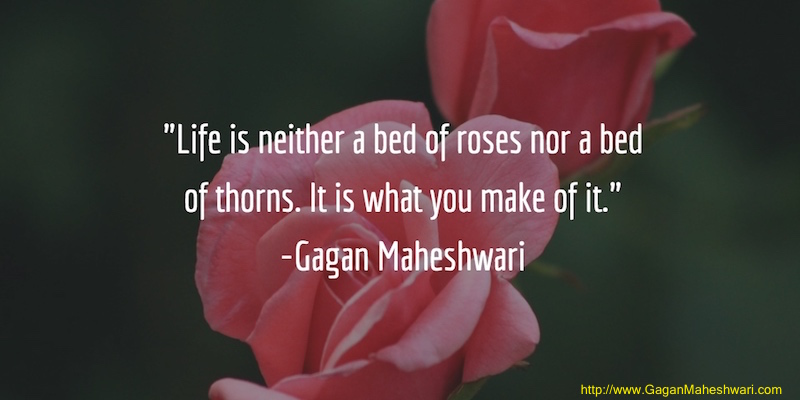 "Life is neither a bed of roses nor a bed
of thorns. It is what you make of it."
-Gagan Maheshwari
http://www.GaganMaheshwari.com